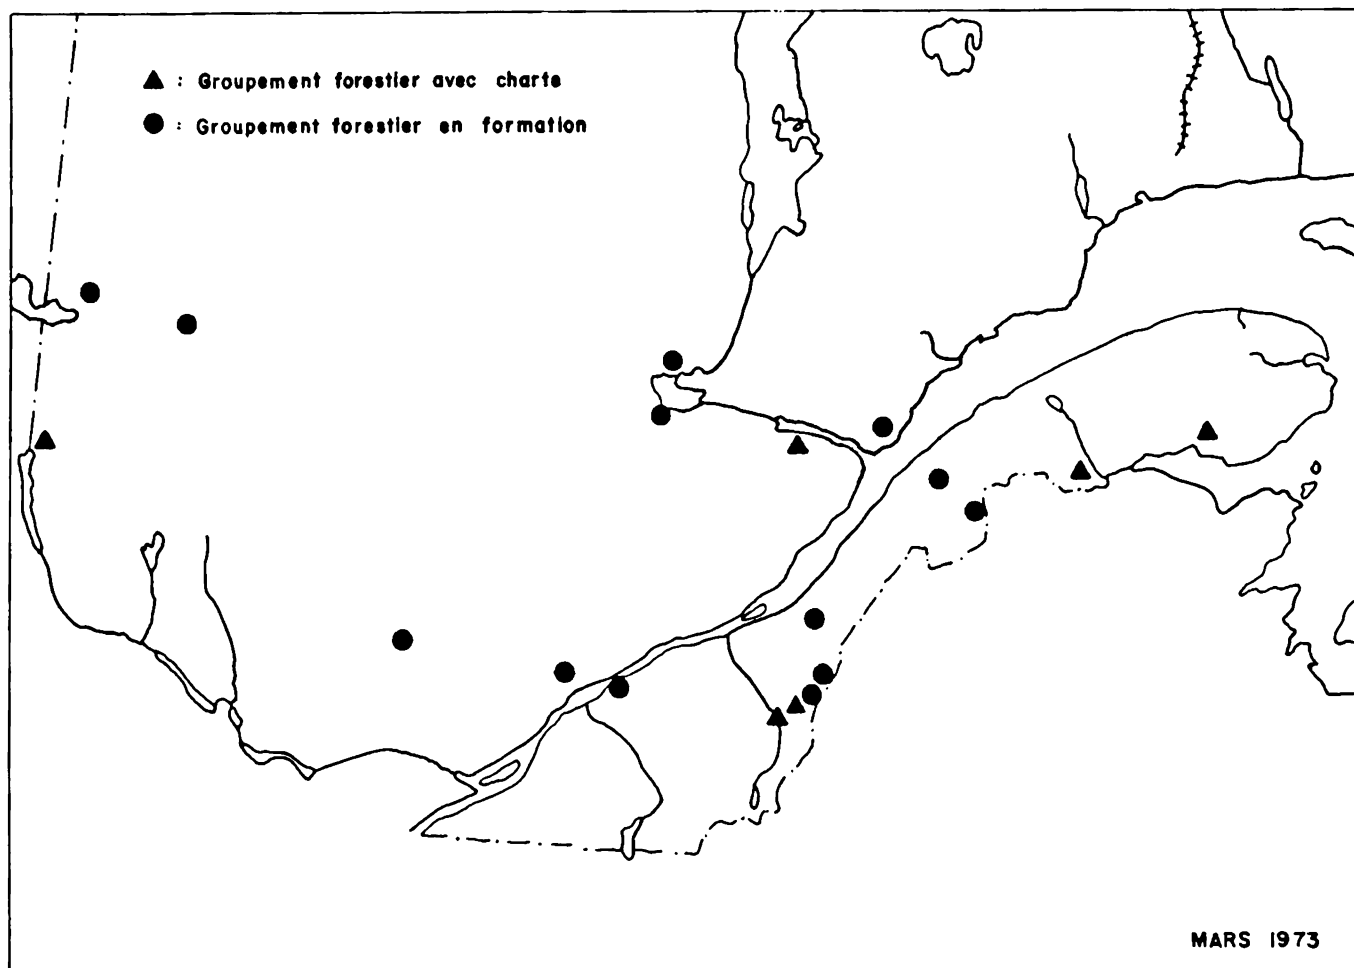 ▲ : Groupement forestier avec charte
● : Groupement forestier en formation
MARS 1973